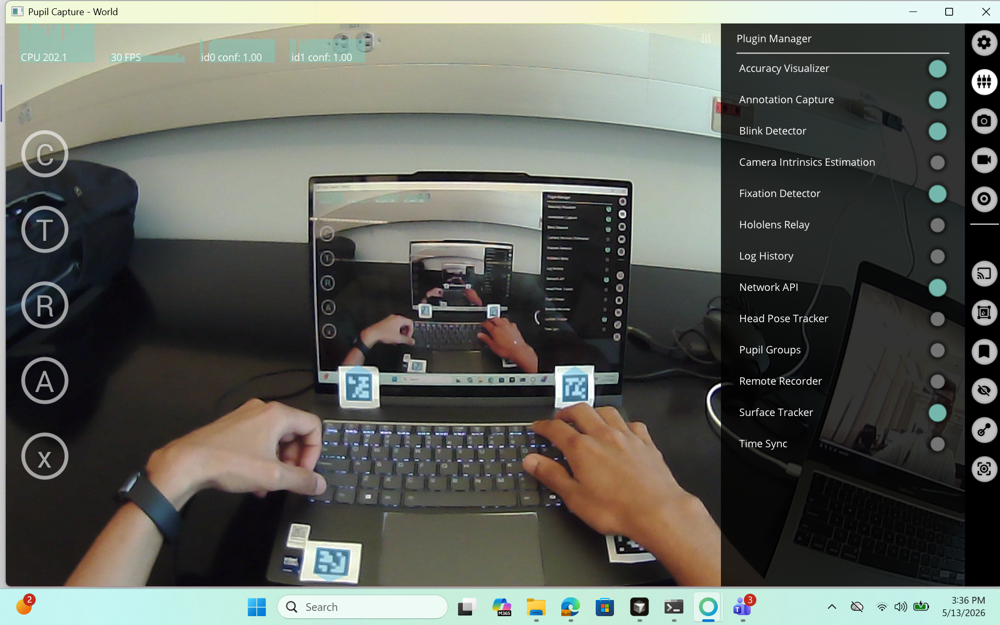 Pupil Capture - World
CPU 202.1
30 FPS
id0 conf: 1.00
id1 conf: 1.00
C
T
R
A
x
Plugin Manager
Accuracy Visualizer
Annotation Capture
Blink Detector
Camera Intrinsics Estimation
Fixation Detector
Hololens Relay
Log History
Network API
Head Pose Tracker
Pupil Groups
Remote Recorder
Surface Tracker
Time Sync
2
Search
M365
T
3
3:36 PM
5/13/2026